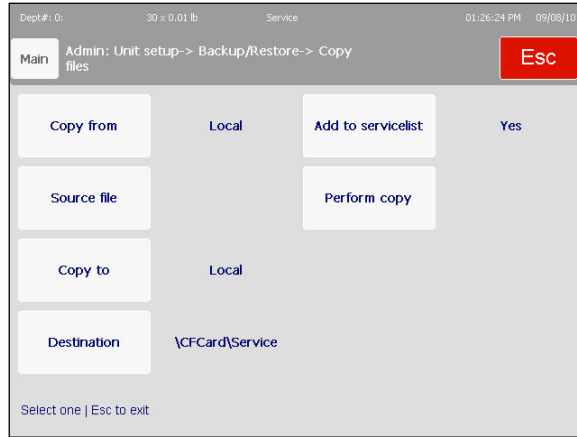 Dept#: 0: 30 x 0.01 lb Service 01:26:24 PM 09/08/10
Main
Admin: Unit setup-> Backup/Restore-> Copy
files
Esc
Copy from Local Add to servicelist Yes
Source file Perform copy
Copy to Local
Destination \CFCard\Service
Select one | Esc to exit